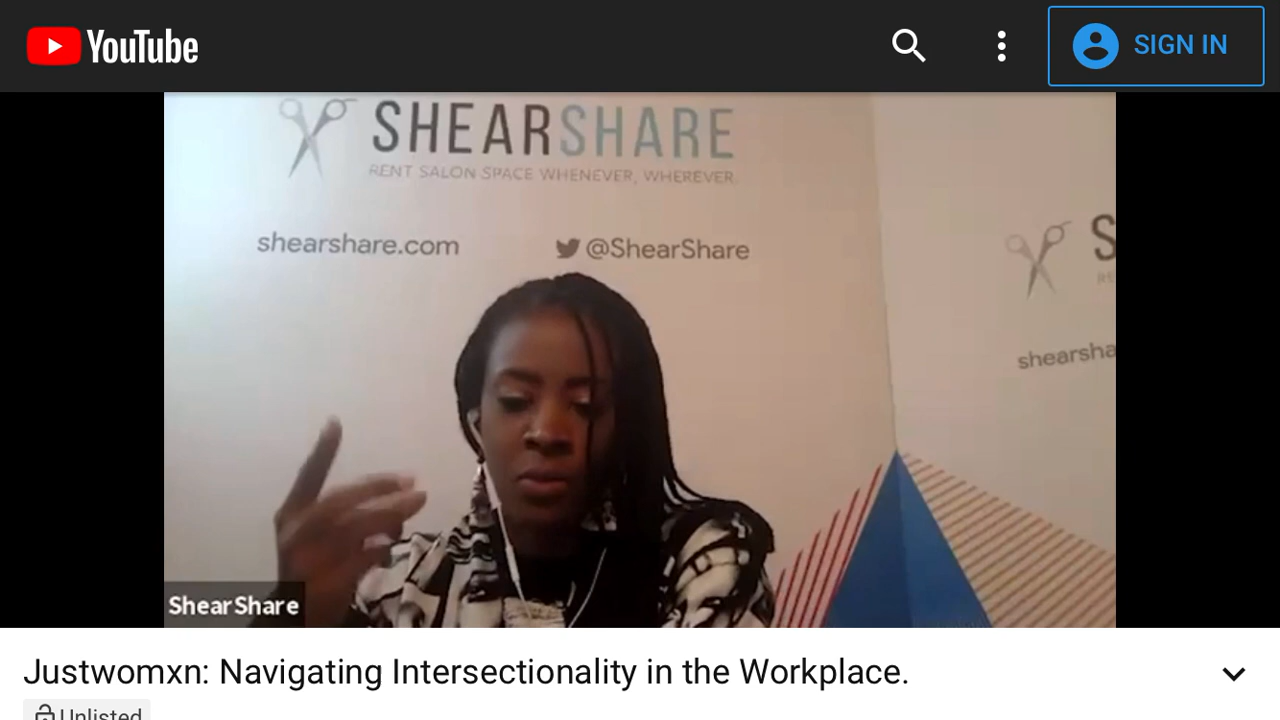 YouTube
SIGN IN
SHEARSHARE
RENT SALON SPACE WHENEVER, WHEREVER.
shearshare.com @ShearShare
S
RE
shearsha
ShearShare
Justwomxn: Navigating Intersectionality in the Workplace.
Unlisted